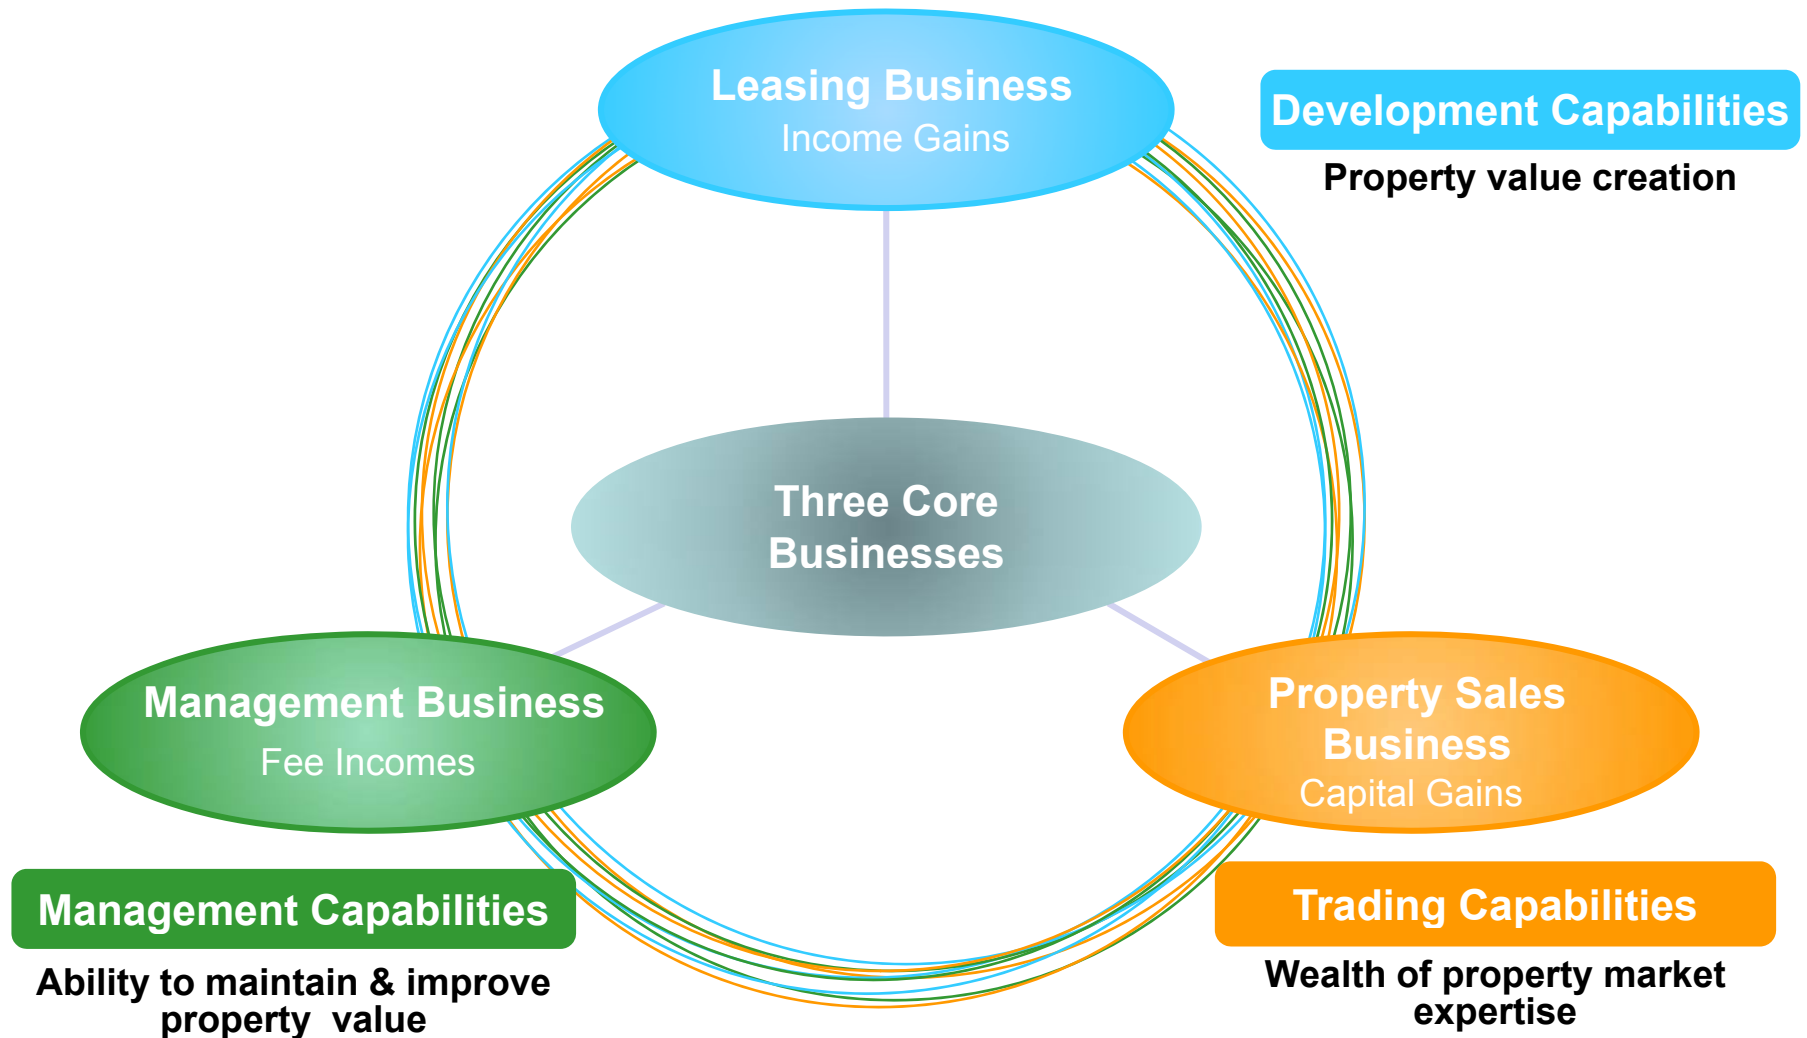 Leasing Business
Income Gains
Development Capabilities
Property value creation
Three Core
Businesses
Management Business
Fee Incomes
Property Sales
Business
Capital Gains
Management Capabilities
Ability to maintain & improve
property  value
Trading Capabilities
Wealth of property market
expertise